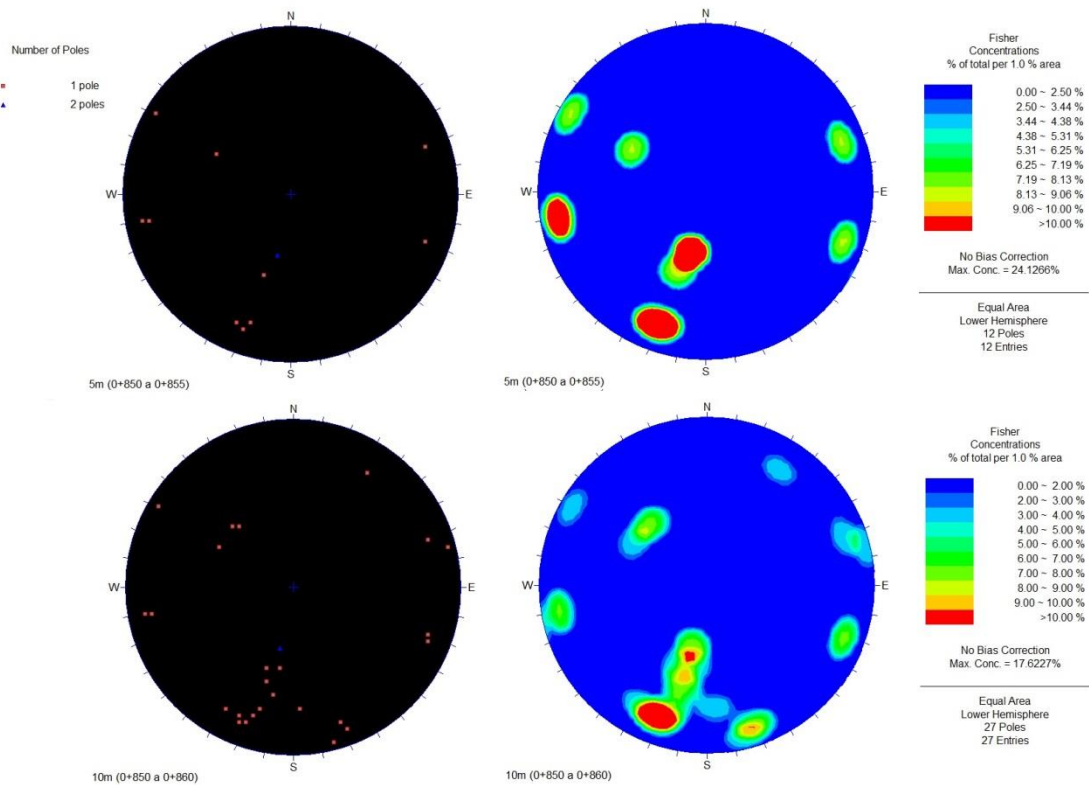 Number of Poles
1 pole
2 poles
N
W
E
S
5m (0+850 a 0+855)
N
W
E
S
5m (0+850 a 0+855)
Fisher
Concentrations
% of total per 1.0 % area
0.00 ~ 2.50 %
2.50 ~ 3.44 %
3.44 ~ 4.38 %
4.38 ~ 5.31 %
5.31 ~ 6.25 %
6.25 ~ 7.19 %
7.19 ~ 8.13 %
8.13 ~ 9.06 %
9.06 ~ 10.00 %
>10.00 %
No Bias Correction
Max. Conc. = 24.1266%
Equal Area
Lower Hemisphere
12 Poles
12 Entries
N
W
E
S
10m (0+850 a 0+860)
N
W
E
S
10m (0+850 a 0+860)
Fisher
Concentrations
% of total per 1.0 % area
0.00 ~ 2.00 %
2.00 ~ 3.00 %
3.00 ~ 4.00 %
4.00 ~ 5.00 %
5.00 ~ 6.00 %
6.00 ~ 7.00 %
7.00 ~ 8.00 %
8.00 ~ 9.00 %
9.00 ~ 10.00 %
>10.00 %
No Bias Correction
Max. Conc. = 17.6227%
Equal Area
Lower Hemisphere
27 Poles
27 Entries